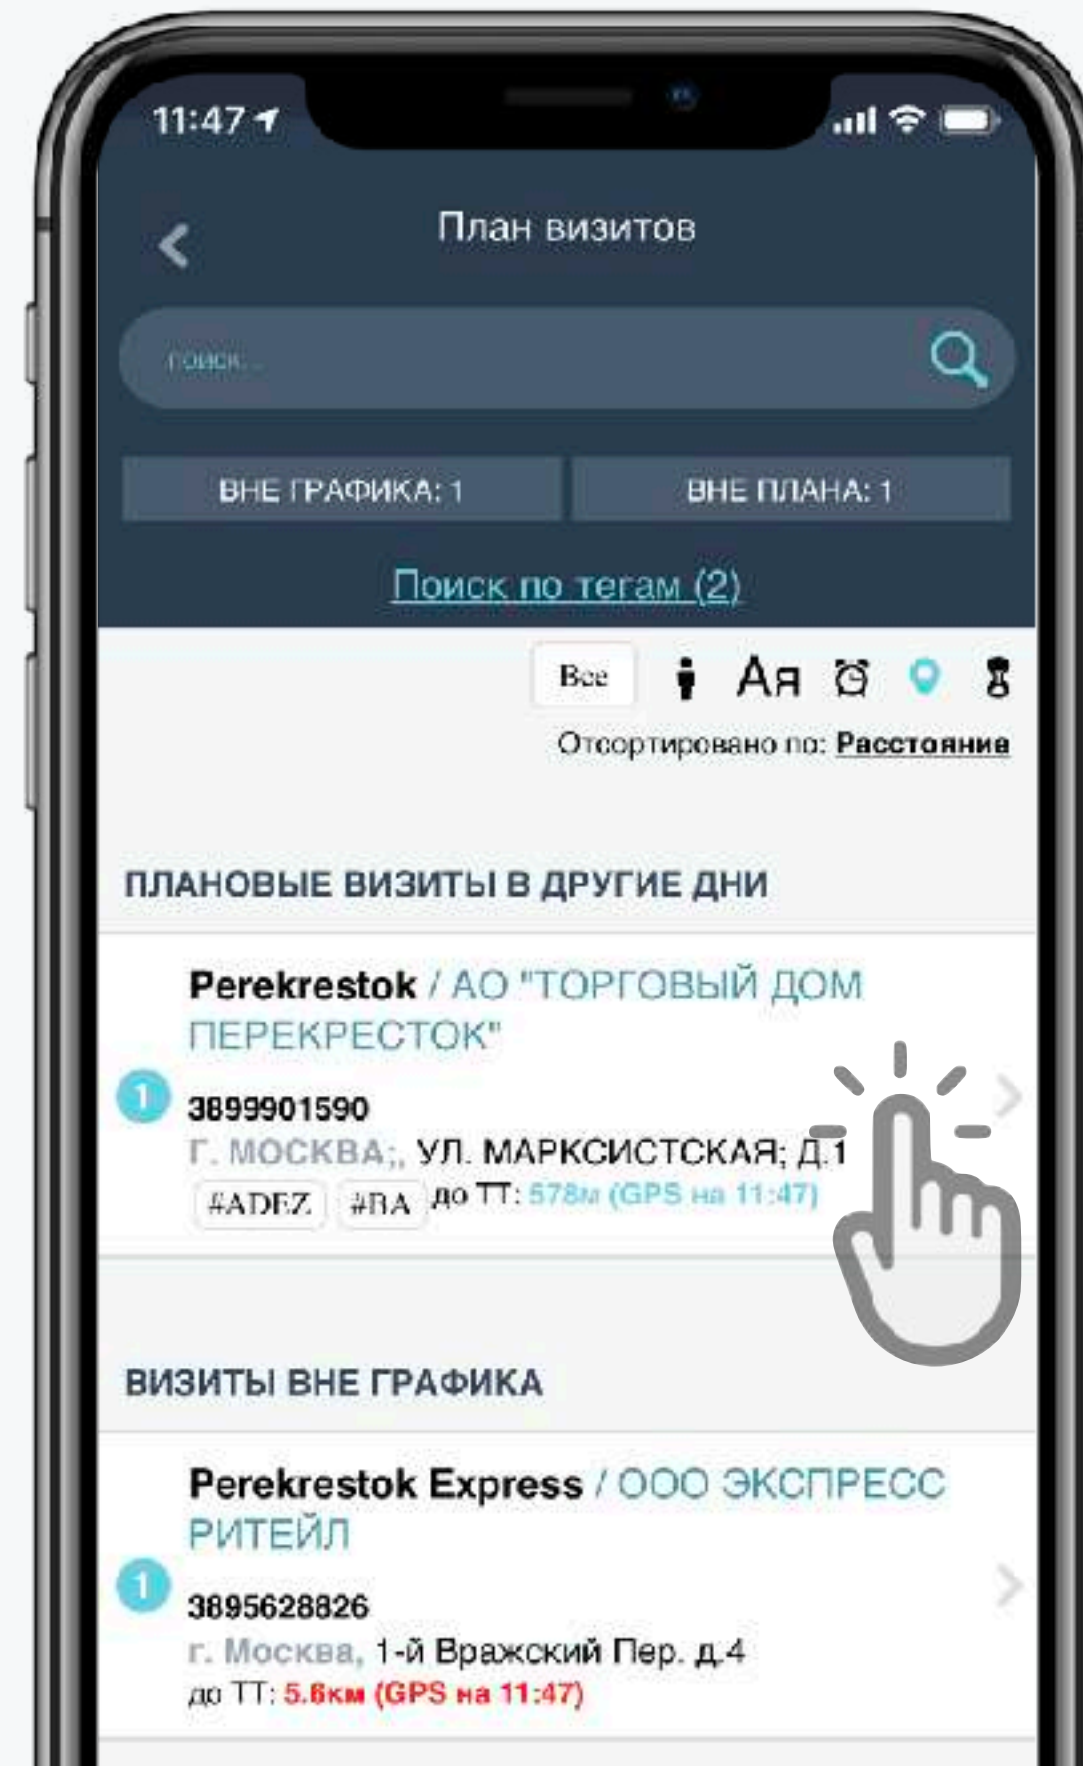 11:47
План визитов
поиск...
ВНЕ ГРАФИКА: 1
ВНЕ ПЛАНА: 1
Поиск по тегам (2)
Все
Ая
Отсортировано по: Расстояние
ПЛАНОВЫЕ ВИЗИТЫ В ДРУГИЕ ДНИ
Perekrestok / АО "ТОРГОВЫЙ ДОМ
ПЕРЕКРЕСТОК"
1
3899901590
Г. МОСКВА;, УЛ. МАРКСИСТСКАЯ; Д.1
#ADEZ #BA до ТТ: 578м (GPS на 11:47)
ВИЗИТЫ ВНЕ ГРАФИКА
Perekrestok Express / ООО ЭКСПРЕСС
РИТЕЙЛ
1
3895628826
г. Москва, 1-й Вражский Пер. д.4
до ТТ: 5.6км (GPS на 11:47)